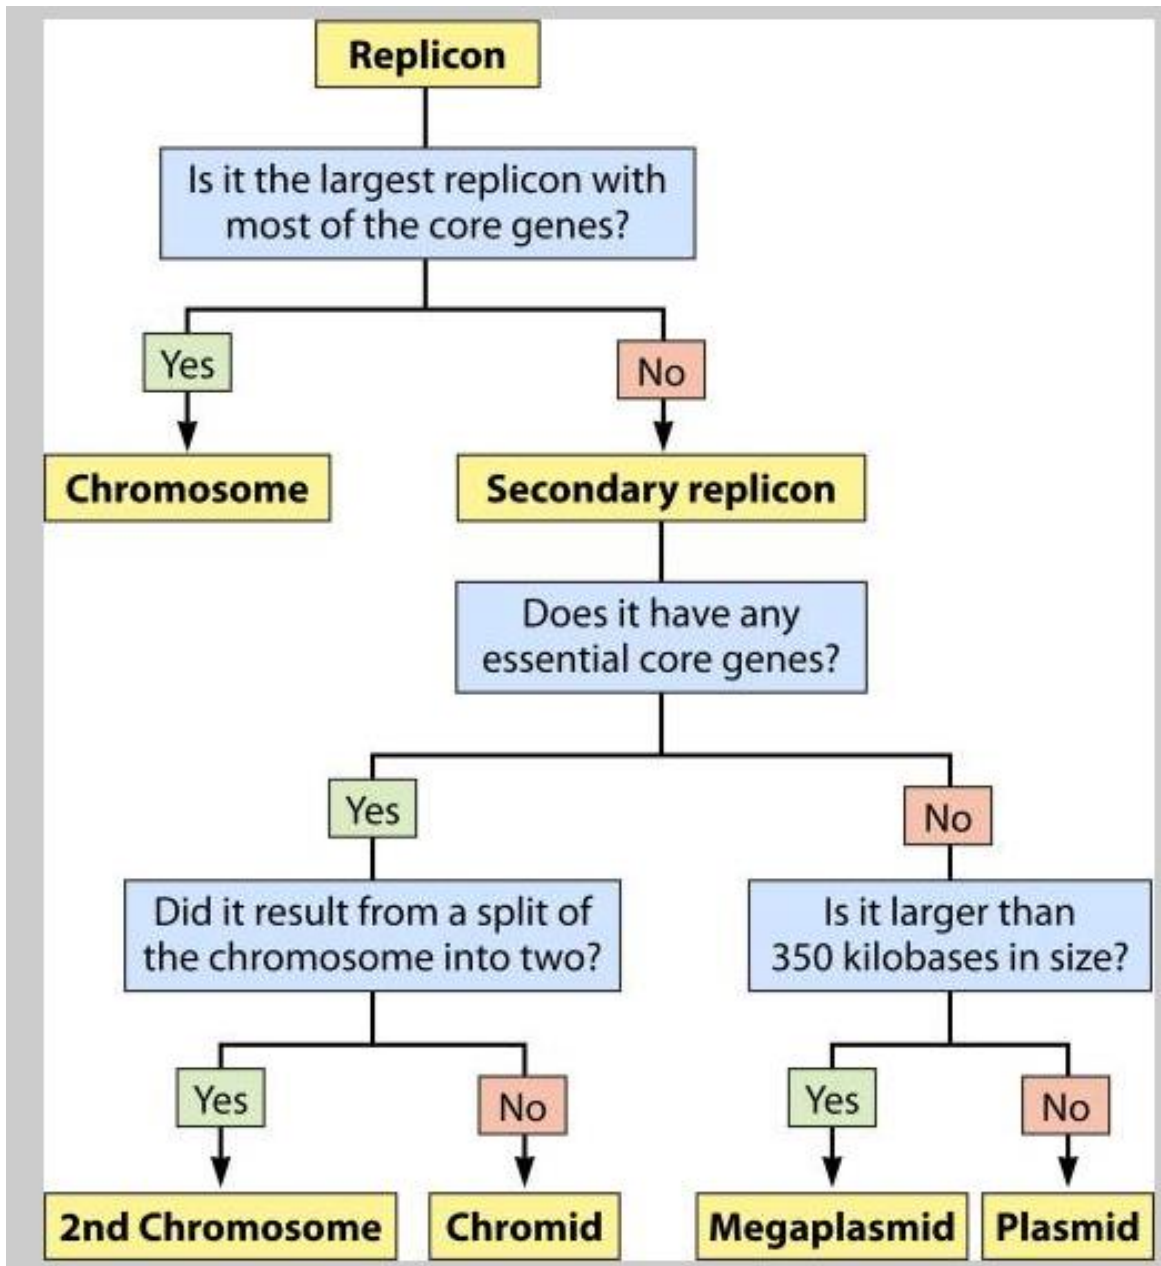 Replicon
Is it the largest replicon with
most of the core genes?
Yes
No
Chromosome
Secondary replicon
Does it have any
essential core genes?
Yes
No
Did it result from a split of
the chromosome into two?
Is it larger than
350 kilobases in size?
Yes
No
Yes
No
2nd Chromosome
Chromid
Megaplasmid
Plasmid